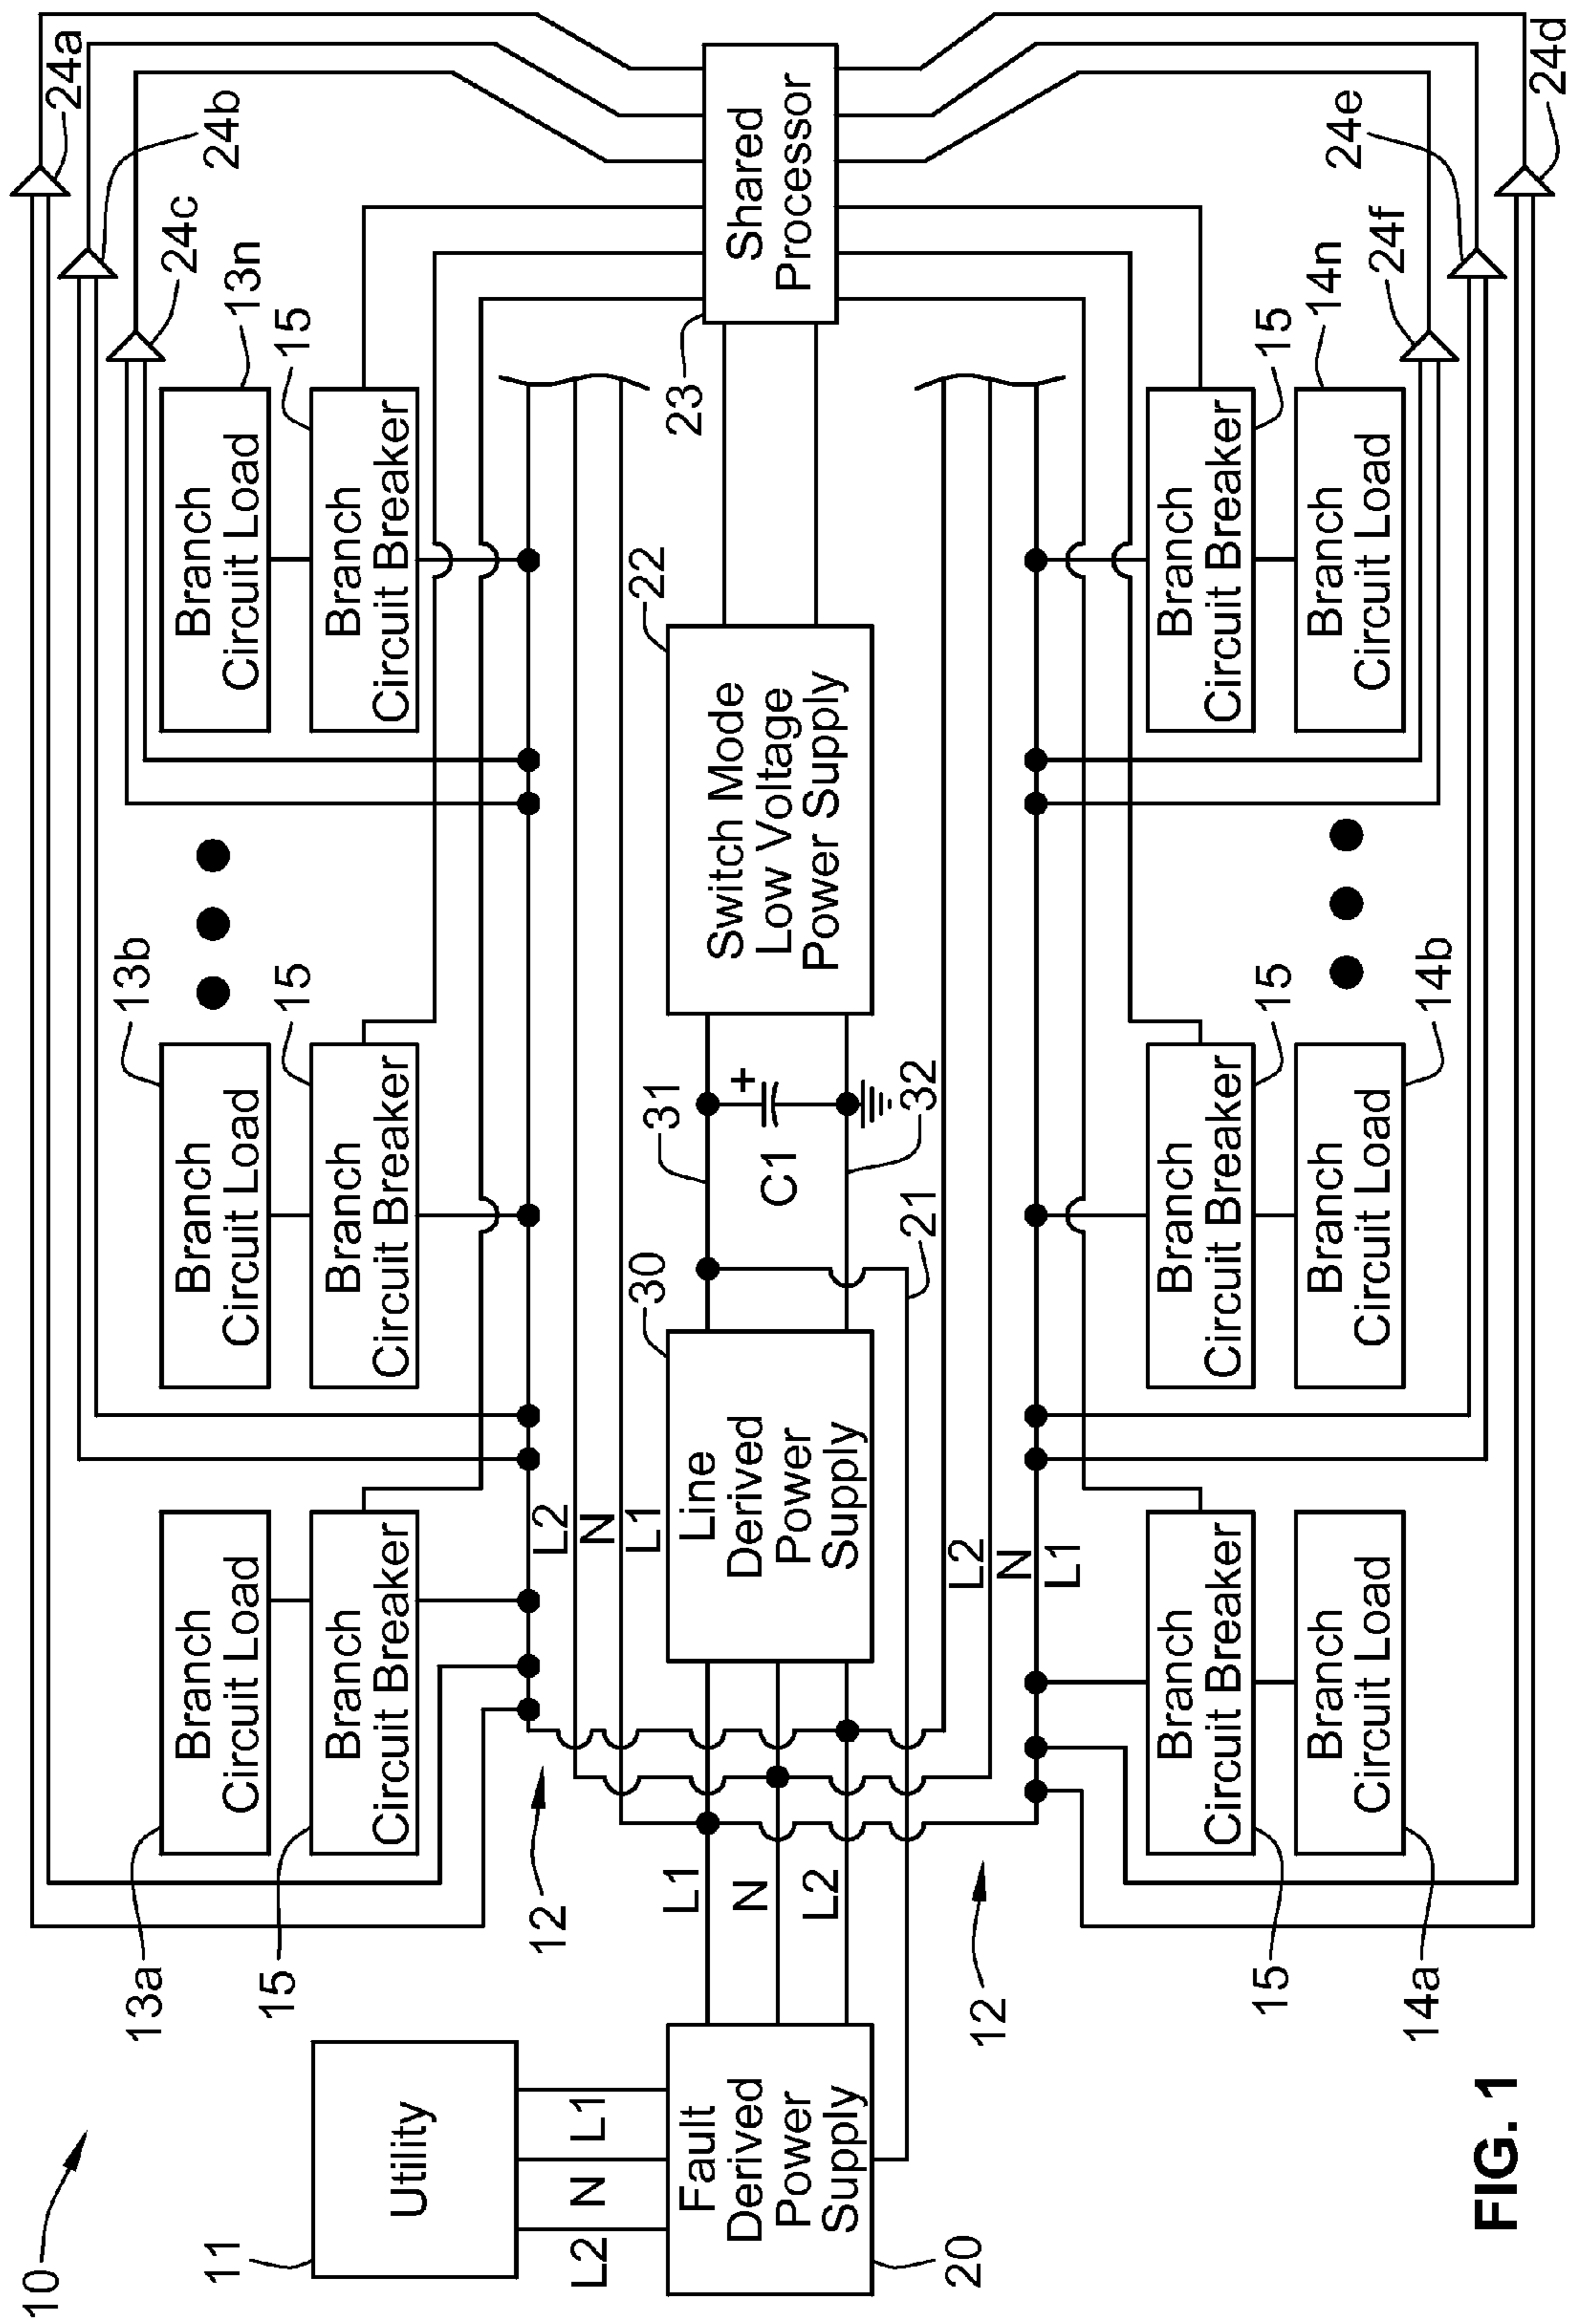 10
11
Utility
L2
N
L1
Fault
Derived
Power
Supply
20
L1
N
L2
12
12
13a
Branch
Circuit Load
15
Branch
Circuit Breaker
13b
Branch
Circuit Load
15
Branch
Circuit Breaker
13n
Branch
Circuit Load
15
Branch
Circuit Breaker
24a
24b
24c
L2
N
L1
Line
Derived
Power
Supply
30
31
C1
+
32
21
Switch Mode
Low Voltage
Power Supply
22
Shared
Processor
23
L2
N
L1
Branch
Circuit Breaker
15
Branch
Circuit Load
14a
Branch
Circuit Breaker
15
Branch
Circuit Load
14b
Branch
Circuit Breaker
15
Branch
Circuit Load
14n
24f
24e
24d
FIG. 1